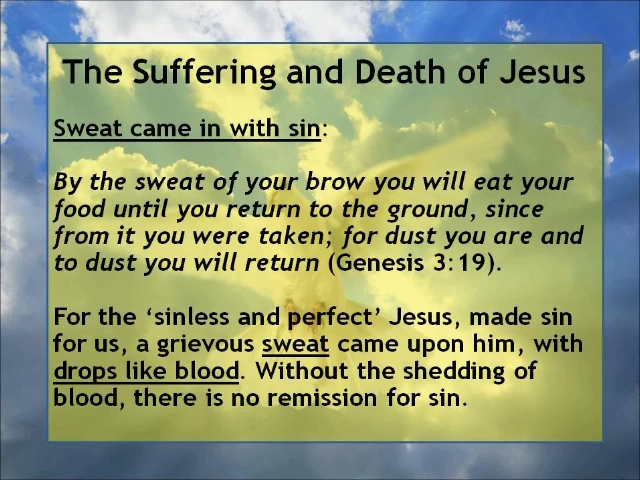 The Suffering and Death of Jesus
Sweat came in with sin:
By the sweat of your brow you will eat your
food until you return to the ground, since
from it you were taken; for dust you are and
to dust you will return (Genesis 3:19).
For the ‘sinless and perfect’ Jesus, made sin
for us, a grievous sweat came upon him, with
drops like blood. Without the shedding of
blood, there is no remission for sin.